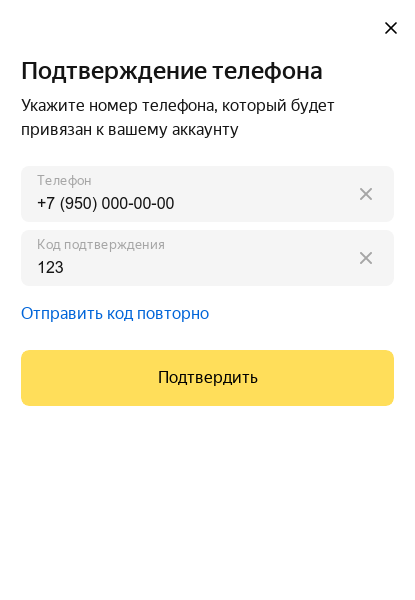 Подтверждение телефона
Укажите номер телефона, который будет
привязан к вашему аккаунту
Телефон
+7 (950) 000-00-00
Код подтверждения
123
Отправить код повторно
Подтвердить